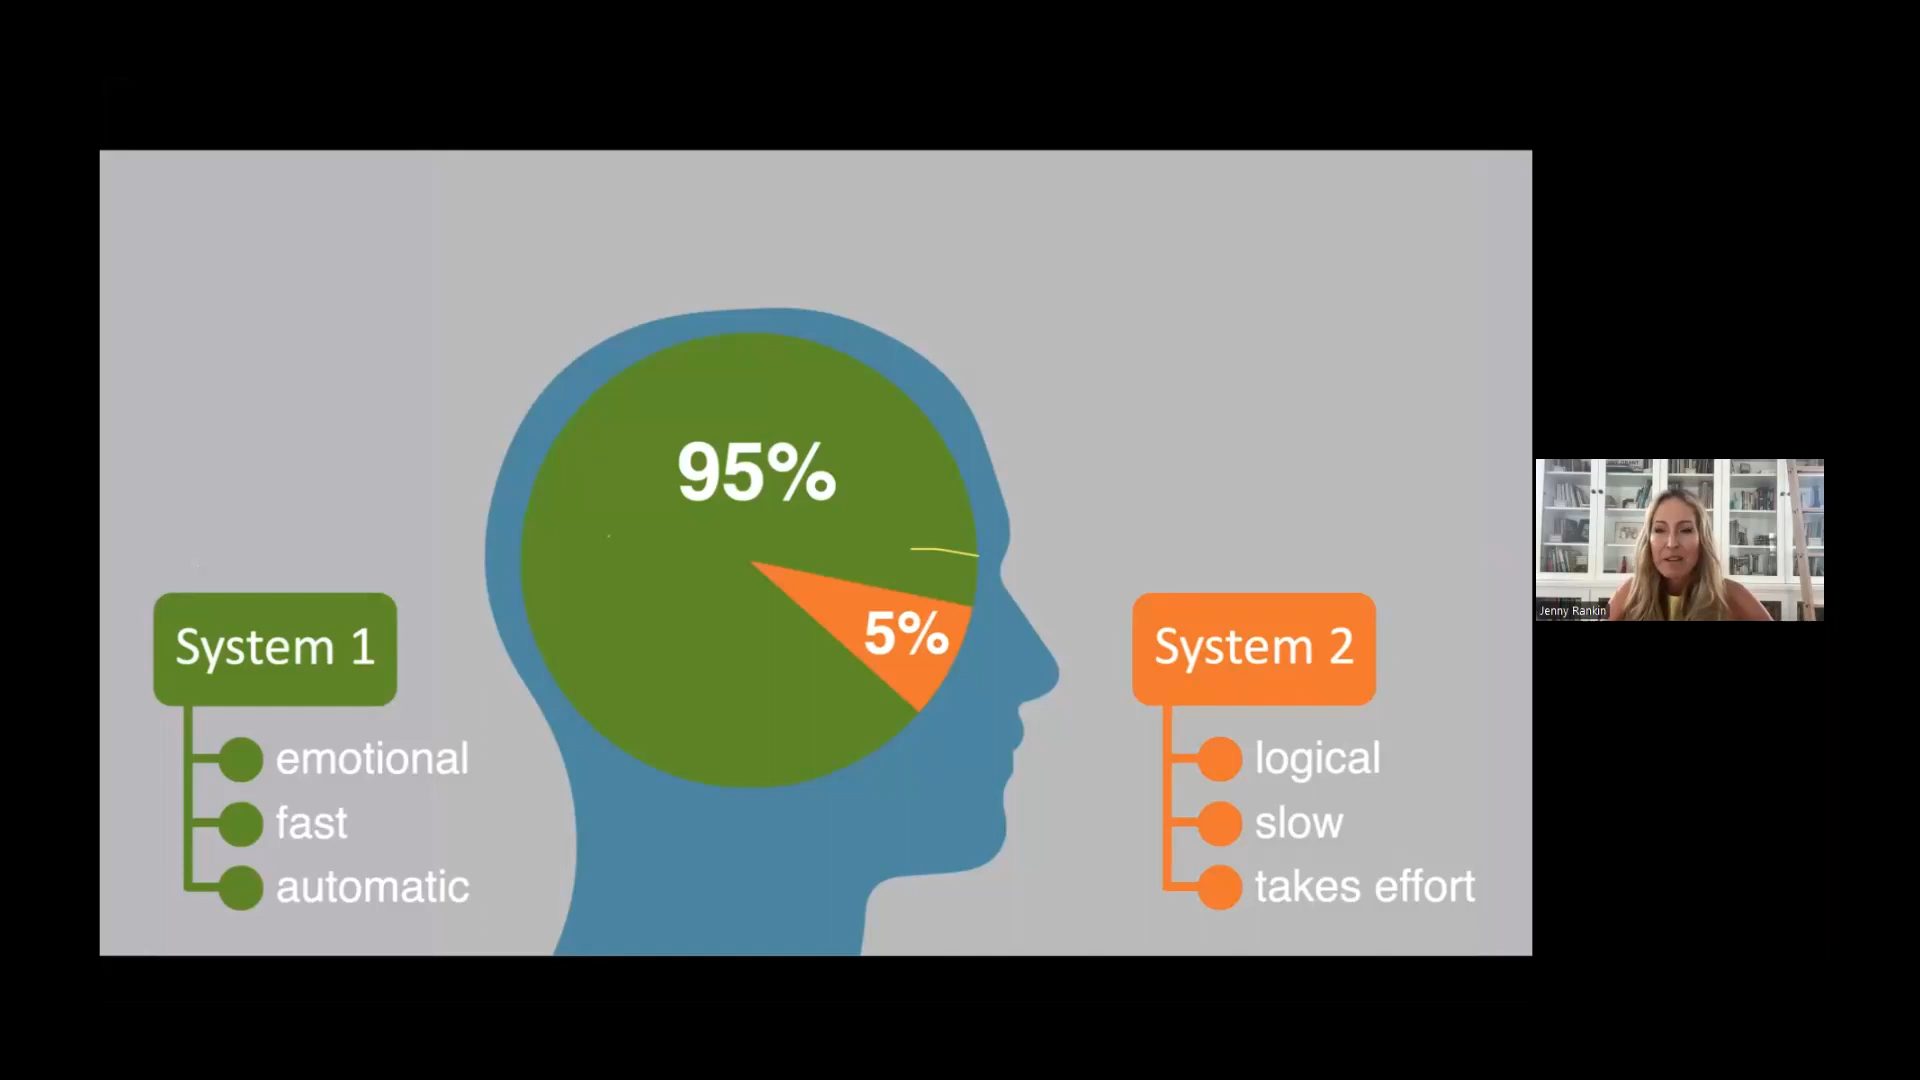 95%
5%
System 1
emotional
fast
automatic
System 2
logical
slow
takes effort
Jenny Rankin